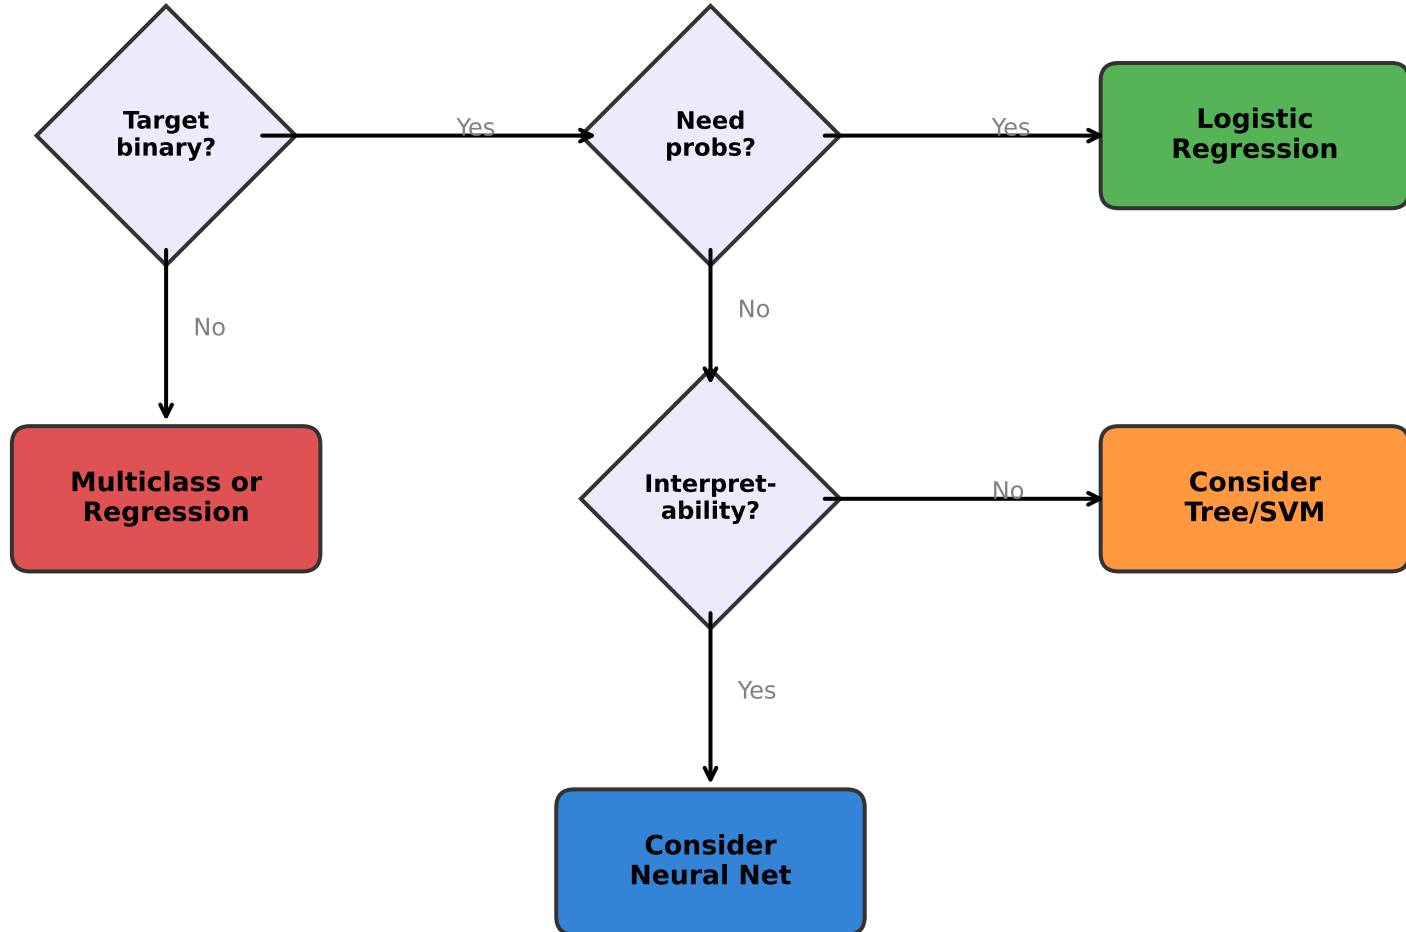 Target
binary?
Yes
Need
probs?
Yes
Logistic
Regression
No
No
Multiclass or
Regression
Interpret-
ability?
No
Consider
Tree/SVM
Yes
Consider
Neural Net